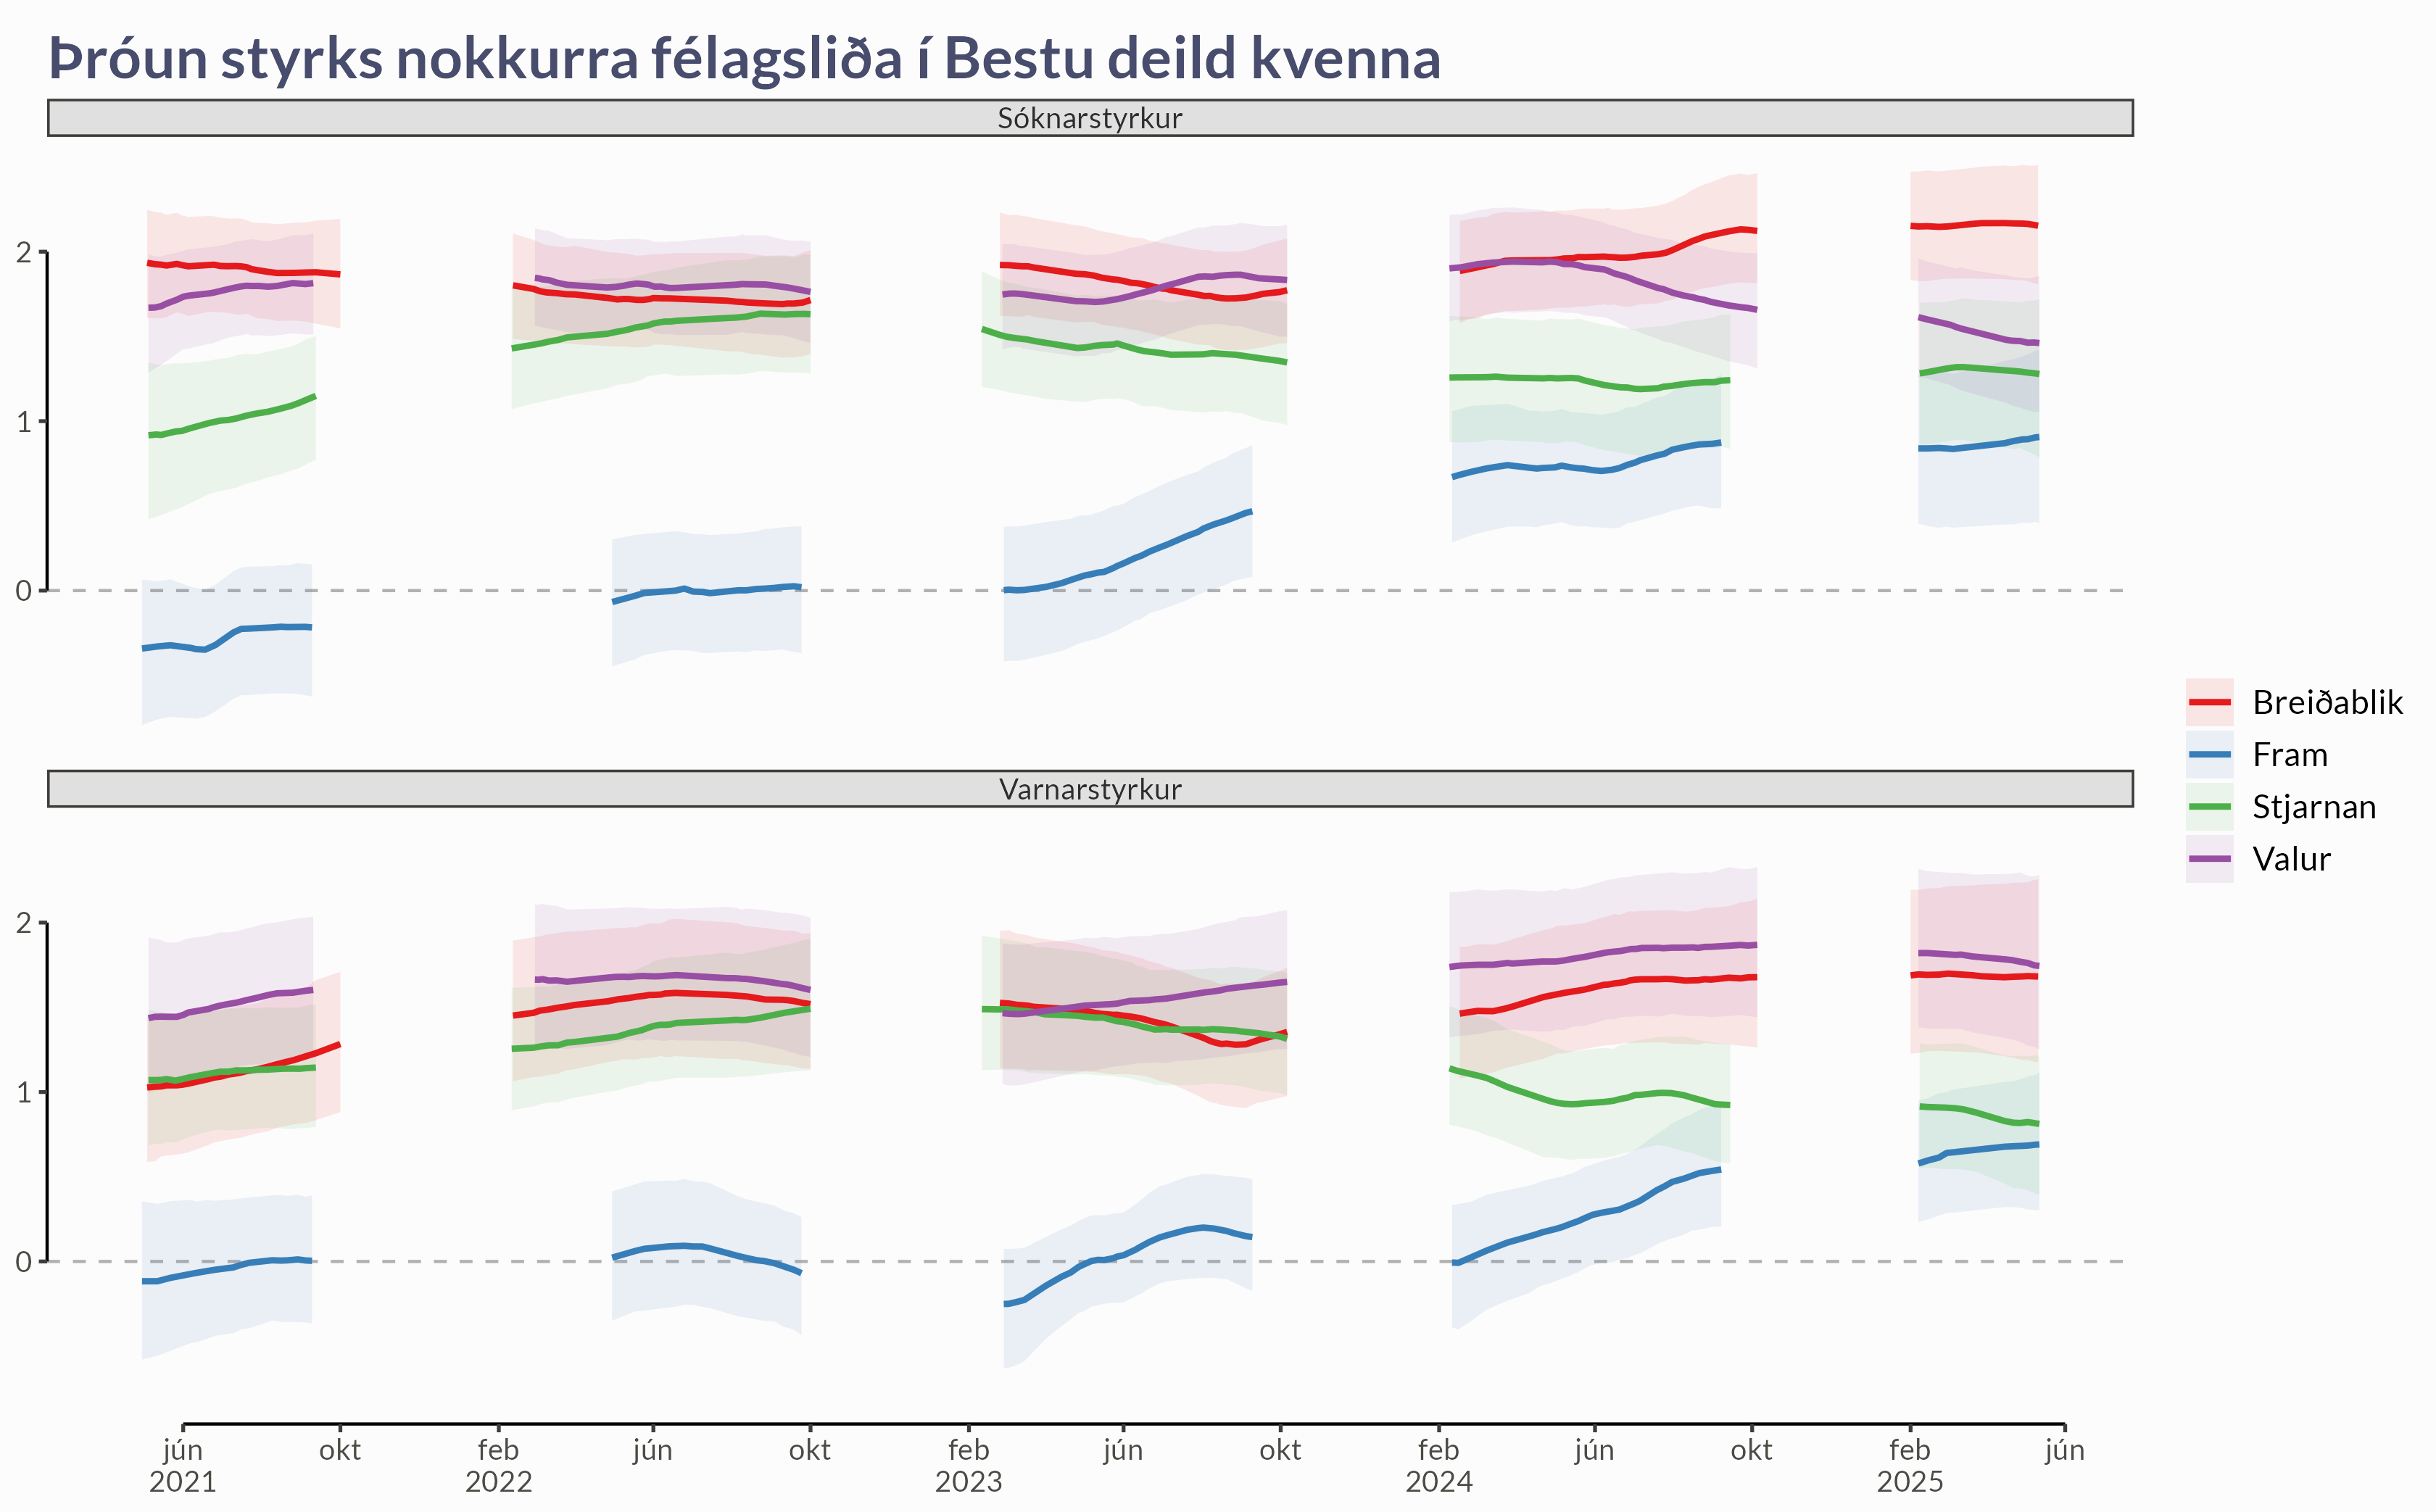 Þróun styrks nokkurra félagsliða í Bestu deild kvenna
Sóknarstyrkur
2
1
0
Breiðablik
Fram
Stjarnan
Valur
Varnarstyrkur
2
1
0
jún okt feb jún okt feb jún okt feb jún okt feb jún
2021 2022 2023 2024 2025